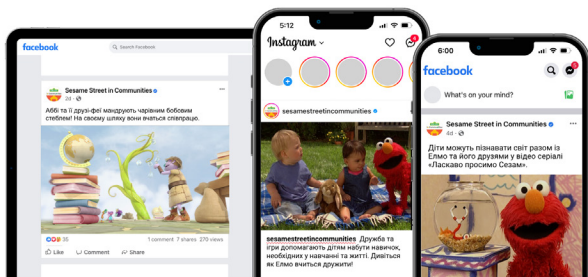 facebook
Search Facebook
Sesame Street in Communities
2d
Аббі та її друзі-феї мандрують чарівним бобовим
стеблем! На своєму шляху вони вчаться співпрацю.
35
1 comment 7 shares 270 views
Like Comment Share
5:12
Instagram
sesamestreetincommunities
sesamestreetincommunities Дружба та
ігри допомагають дітям набути навичок,
необхідних у навчанні та житті. Дивіться
як Елмо вчиться дружити!
6:00
facebook
What's on your mind?
Sesame Street in Communities
4d
Діти можуть пізнавати світ разом із
Елмо та його друзями у відео серіалі
«Ласкаво просимо Сезам».